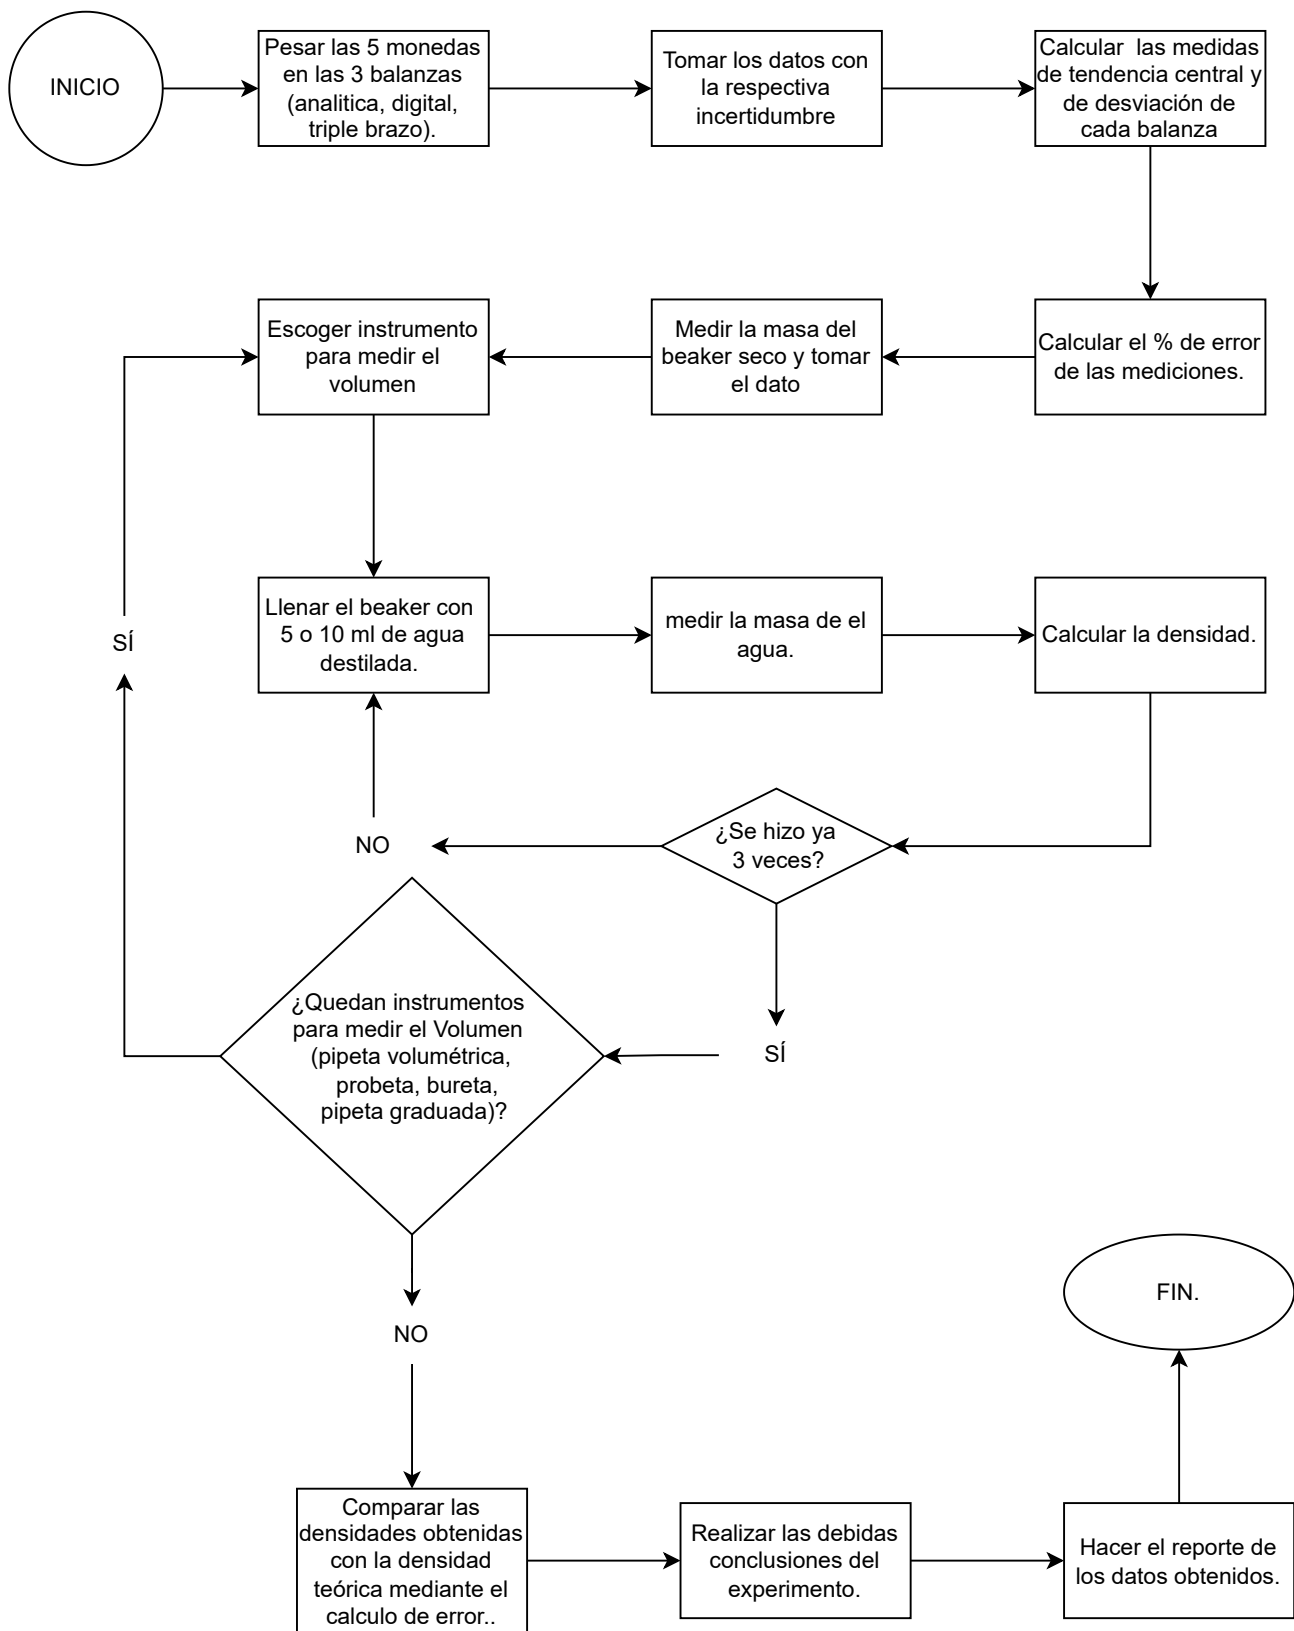 INICIO
Pesar las 5 monedas
en las 3 balanzas
(analitica, digital,
triple brazo).
Tomar los datos con
la respectiva
incertidumbre
Calcular las medidas
de tendencia central y
de desviación de
cada balanza
Escoger instrumento
para medir el
volumen
Medir la masa del
beaker seco y tomar
el dato
Calcular el % de error
de las mediciones.
Llenar el beaker con
5 o 10 ml de agua
destilada.
medir la masa de el
agua.
Calcular la densidad.
SÍ
NO
¿Se hizo ya
3 veces?
¿Quedan instrumentos
para medir el Volumen
(pipeta volumétrica,
probeta, bureta,
pipeta graduada)?
SÍ
NO
FIN.
Comparar las
densidades obtenidas
con la densidad
teórica mediante el
calculo de error..
Realizar las debidas
conclusiones del
experimento.
Hacer el reporte de
los datos obtenidos.